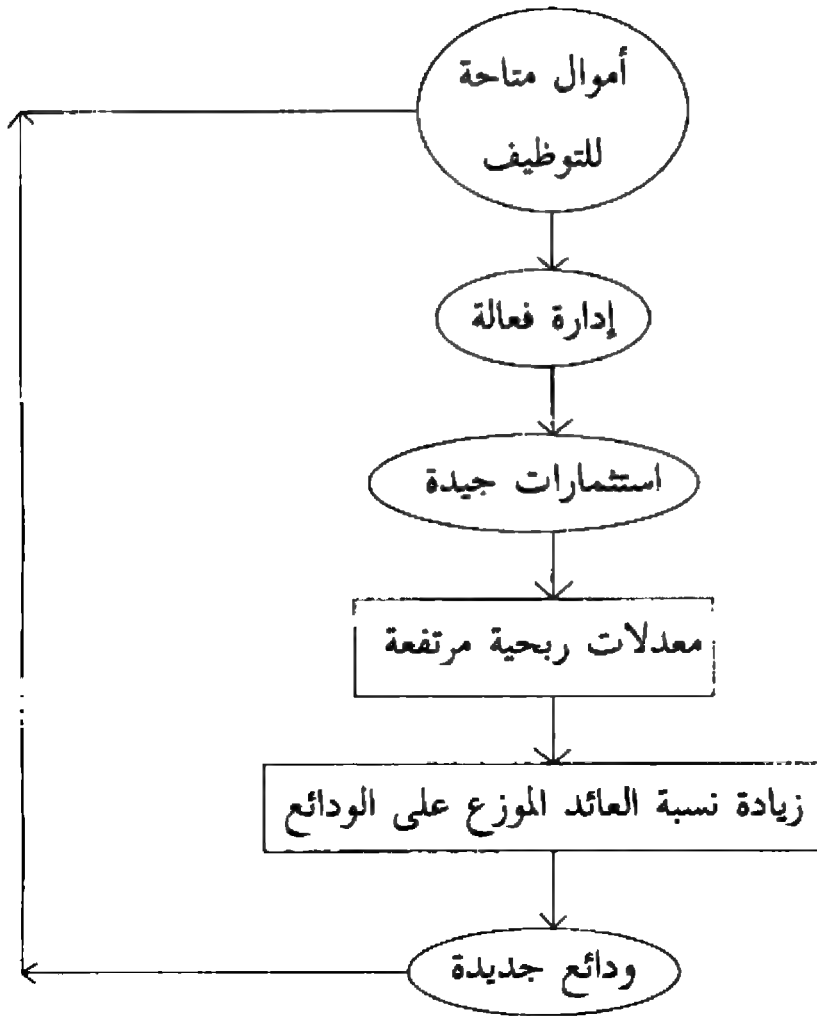 أموال متاحة
للتوظيف
إدارة فعالة
استثمارات جيدة
معدلات ربحية مرتفعة
زيادة نسبة العائد الموزع على الودائع
ودائع جديدة